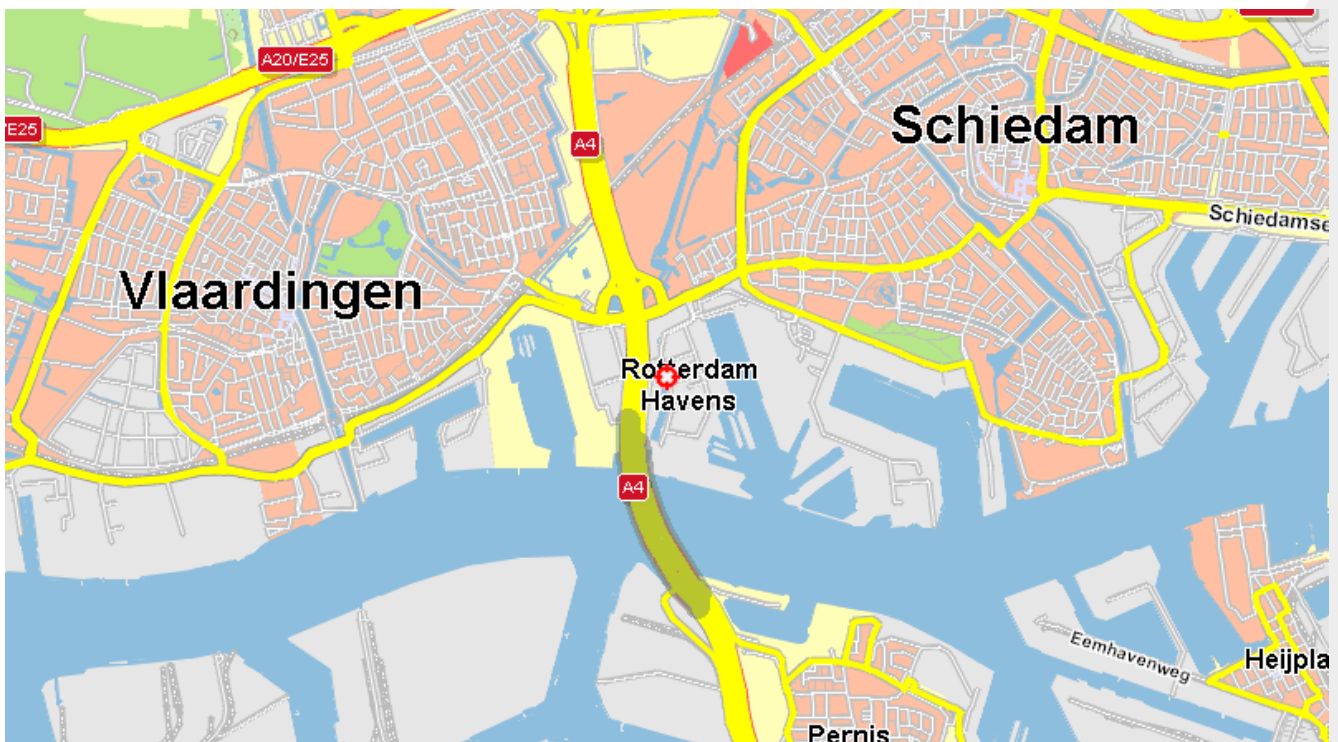 A20/E25
/E25
A4
Schiedam
Schiedamse
Vlaardingen
Rotterdam
Havens
A4
Eemhavenweg
Heijpla
Pernis